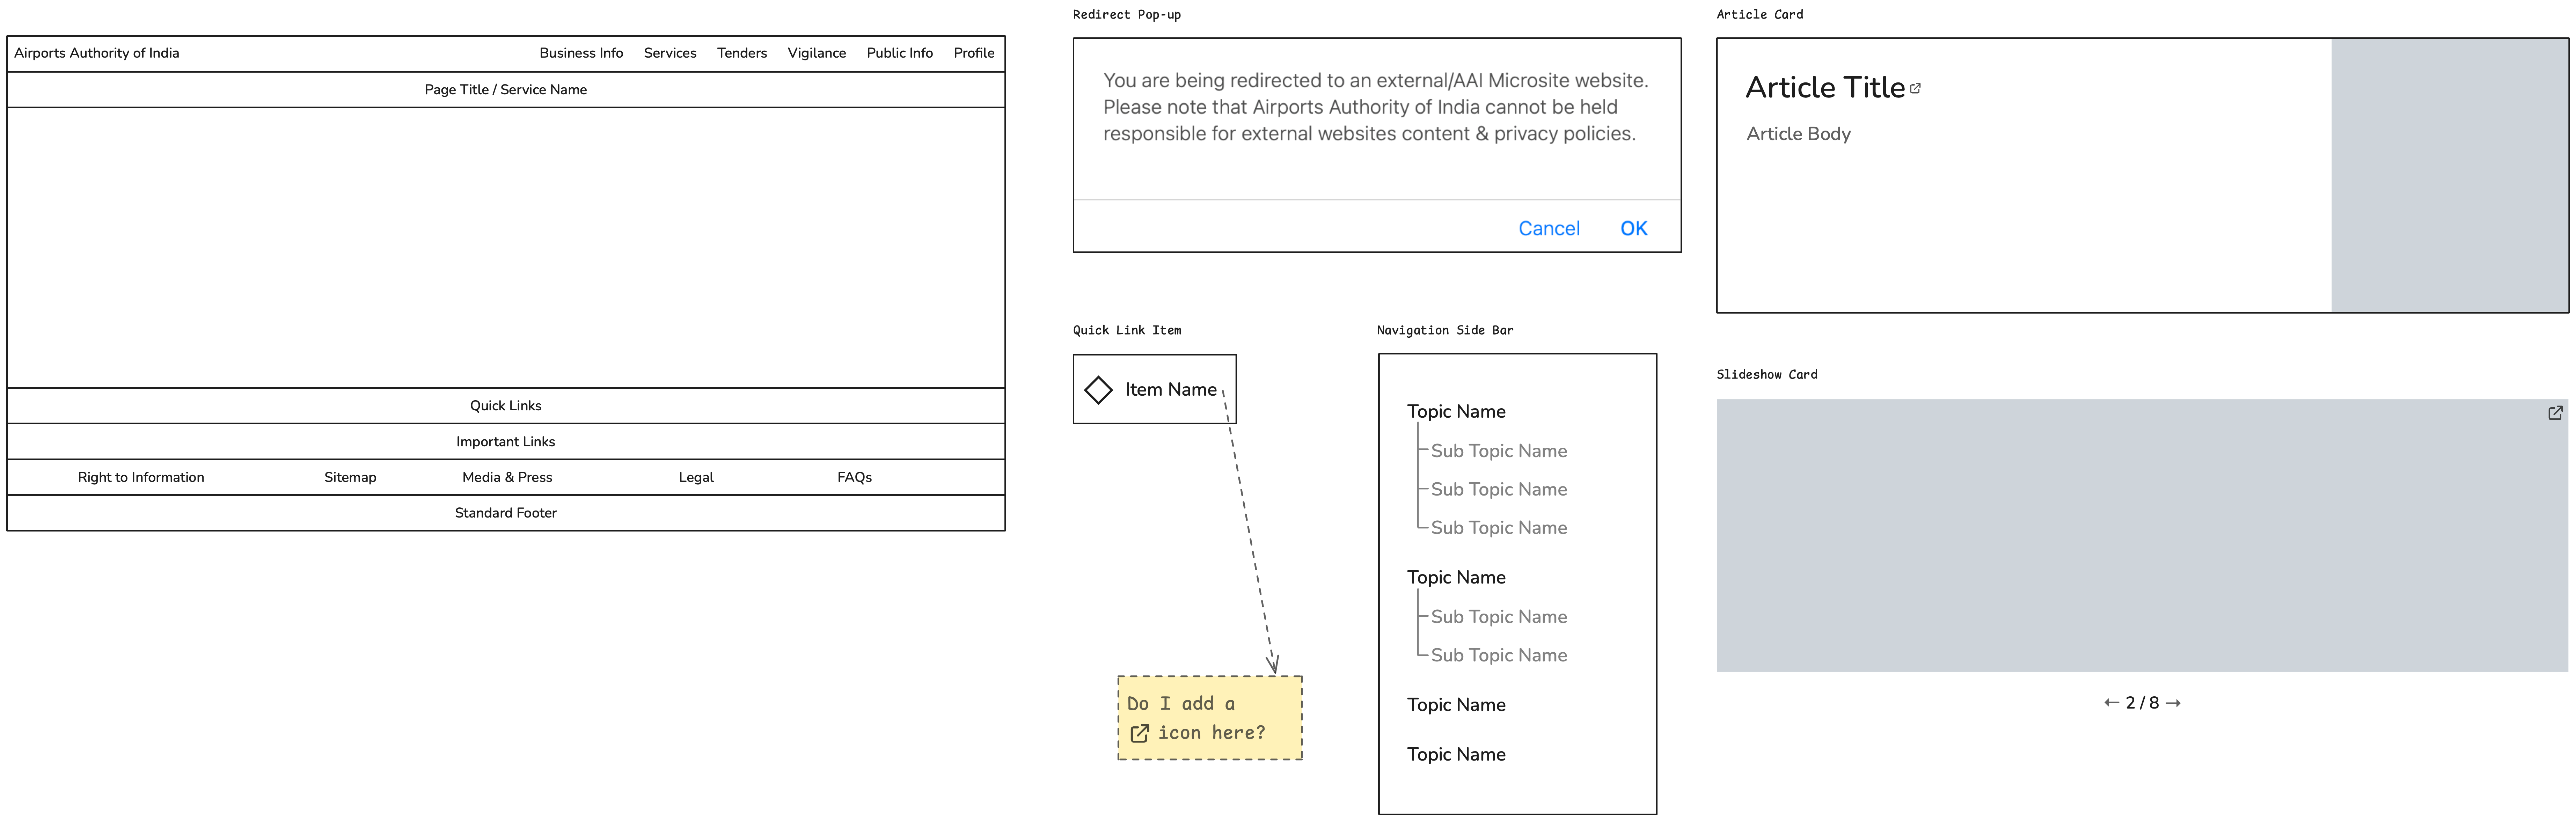 Airports Authority of India Business Info Services Tenders Vigilance Public Info Profile
Page Title / Service Name
Quick Links
Important Links
Right to Information Sitemap Media & Press Legal FAQs
Standard Footer
Redirect Pop-up
You are being redirected to an external/AAI Microsite website.
Please note that Airports Authority of India cannot be held
responsible for external websites content & privacy policies.
Cancel OK
Quick Link Item
Item Name
Do I add a
icon here?
Navigation Side Bar
Topic Name
Sub Topic Name
Sub Topic Name
Sub Topic Name
Topic Name
Sub Topic Name
Sub Topic Name
Topic Name
Topic Name
Article Card
Article Title
Article Body
Slideshow Card
← 2 / 8 →